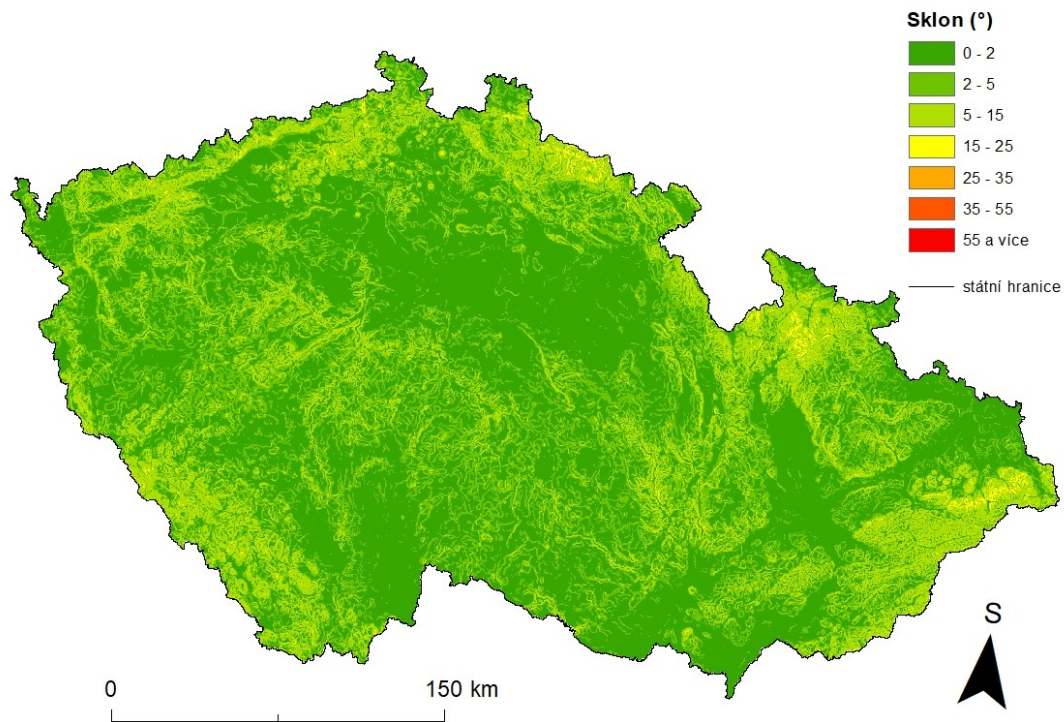 Sklon (°)
0 - 2
2 - 5
5 - 15
15 - 25
25 - 35
35 - 55
55 a více
státní hranice
S
0 150 km